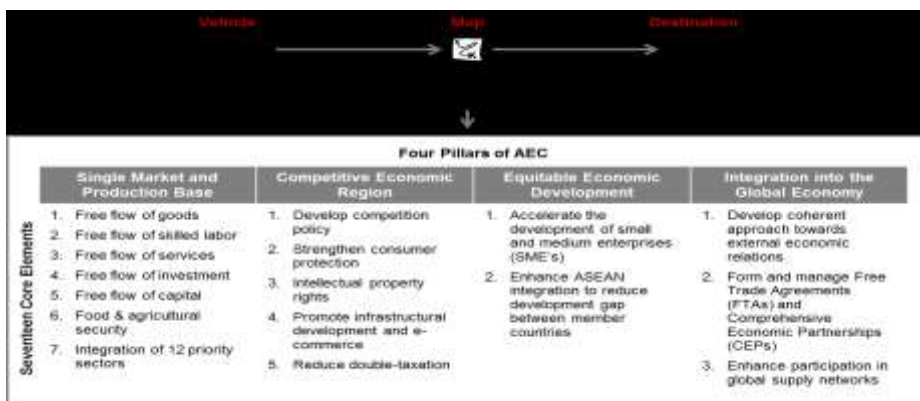 Vehicle
Map
Destination
Four Pillars of AEC
Seventeen Core Elements
Single Market and
Production Base
1. Free flow of goods
2. Free flow of skilled labor
3. Free flow of services
4. Free flow of investment
5. Free flow of capital
6. Food & agricultural
security
7. Integration of 12 priority
sectors
Competitive Economic
Region
1. Develop competition
policy
2. Strengthen consumer
protection
3. Intellectual property
rights
4. Promote infrastructural
development and e-
commerce
5. Reduce double-taxation
Equitable Economic
Development
1. Accelerate the
development of small
and medium enterprises
(SME's)
2. Enhance ASEAN
integration to reduce
development gap
between member
countries
Integration into the
Global Economy
1. Develop coherent
approach towards
external economic
relations
2. Form and manage Free
Trade Agreements
(FTAs) and
Comprehensive
Economic Partnerships
(CEPs)
3. Enhance participation in
global supply networks